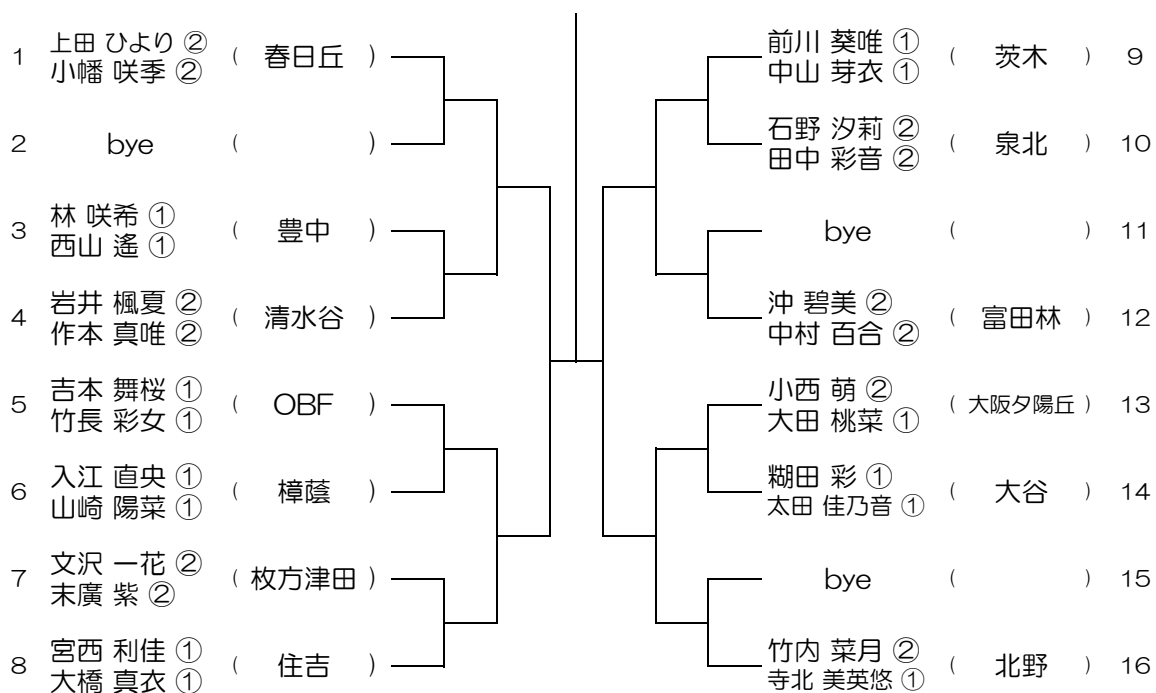 上田 ひより ②
1 ( 春日丘 )
小幡 咲季 ②
2 bye ( )
林 咲希 ①
3 ( 豊中 )
西山 遙 ①
岩井 楓夏 ②
4 ( 清水谷 )
作本 真唯 ②
吉本 舞桜 ①
5 ( OBF )
竹長 彩女 ①
入江 直央 ①
6 ( 樟蔭 )
山崎 陽菜 ①
文沢 一花 ②
7 ( 枚方津田 )
末廣 紫 ②
宮西 利佳 ①
8 ( 住吉 )
大橋 真衣 ①
前川 葵唯 ①
( 茨木 ) 9
中山 芽衣 ①
石野 汐莉 ②
( 泉北 ) 10
田中 彩音 ②
bye ( ) 11
沖 碧美 ②
( 富田林 ) 12
中村 百合 ②
小西 萌 ②
( 大阪夕陽丘 ) 13
大田 桃菜 ①
糊田 彩 ①
( 大谷 ) 14
太田 佳乃音 ①
bye ( ) 15
竹内 菜月 ②
( 北野 ) 16
寺北 美英悠 ①